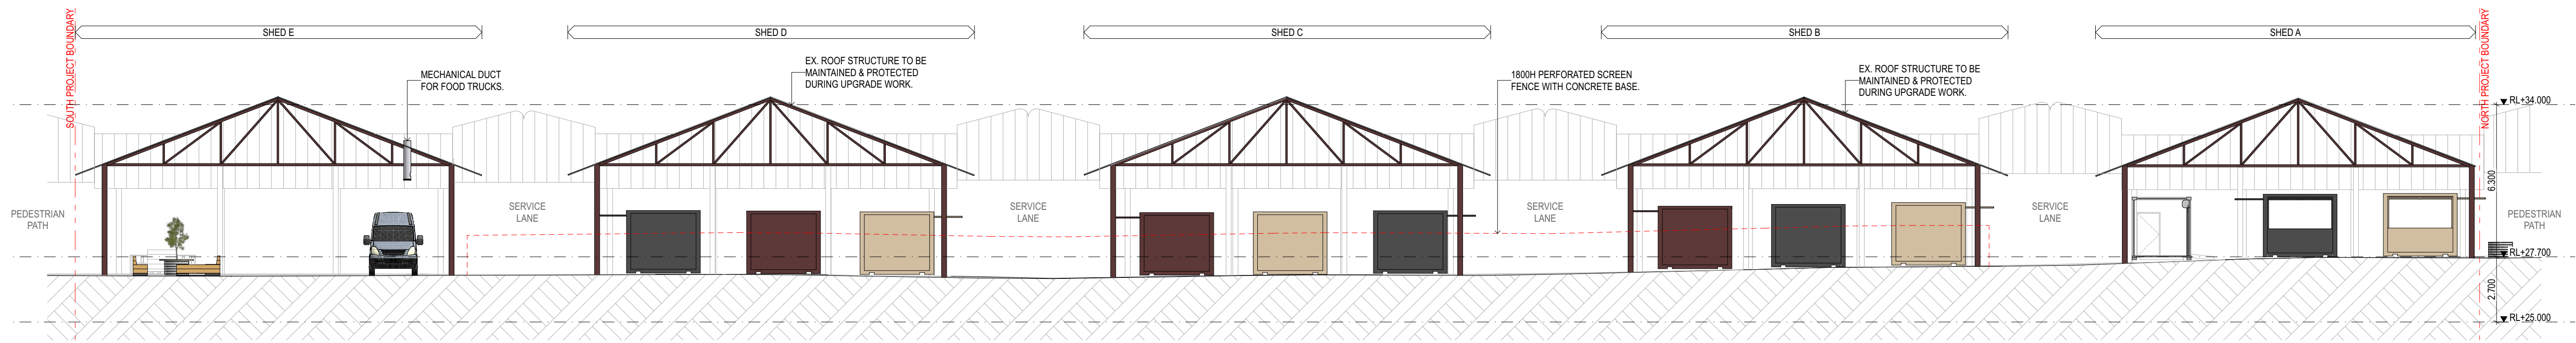 SOUTH PROJECT BOUNDARY
SHED E
SHED D
SHED C
SHED B
SHED A
NORTH PROJECT BOUNDARY
MECHANICAL DUCT
FOR FOOD TRUCKS.
EX. ROOF STRUCTURE TO BE
MAINTAINED & PROTECTED
DURING UPGRADE WORK.
1800H PERFORATED SCREEN
FENCE WITH CONCRETE BASE.
EX. ROOF STRUCTURE TO BE
MAINTAINED & PROTECTED
DURING UPGRADE WORK.
RL+34.000
6.300
PEDESTRIAN
PATH
SERVICE
LANE
SERVICE
LANE
SERVICE
LANE
SERVICE
LANE
PEDESTRIAN
PATH
RL+27.700
2.700
RL+25.000